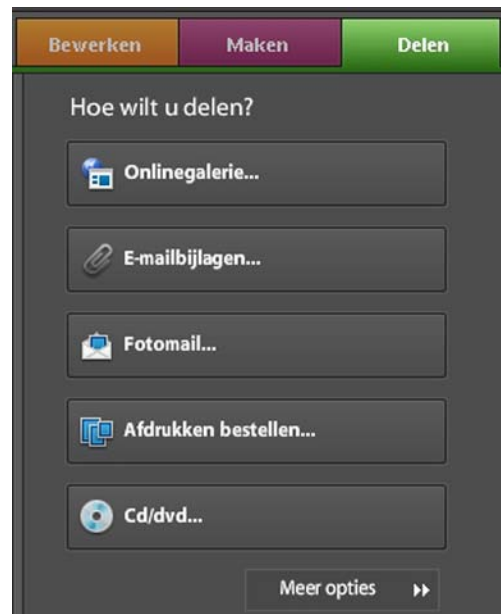 Bewerken Maken Delen
Hoe wilt u delen?
Onlinegalerie...
E-mailbijlagen...
Fotomail...
Afdrukken bestellen...
Cd/dvd...
Meer opties